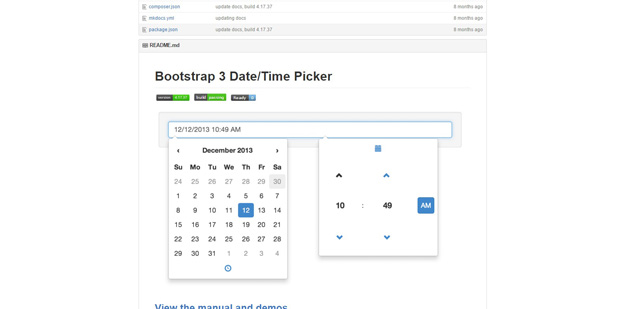 composer.json update docs, build 4.17.37 8 months ago
mkdocs.yml updating docs 8 months ago
package.json update docs, build 4.17.37 8 months ago
README.md
Bootstrap 3 Date/Time Picker
version 4.17.37 build passing Ready 0
12/12/2013 10:49 AM
‹ December 2013 ›
Su Mo Tu We Th Fr Sa
24 25 26 27 28 29 30
1 2 3 4 5 6 7
8 9 10 11 12 13 14
15 16 17 18 19 20 21
22 23 24 25 26 27 28
29 30 31 1 2 3 4
10 : 49 AM
View the manual and demos